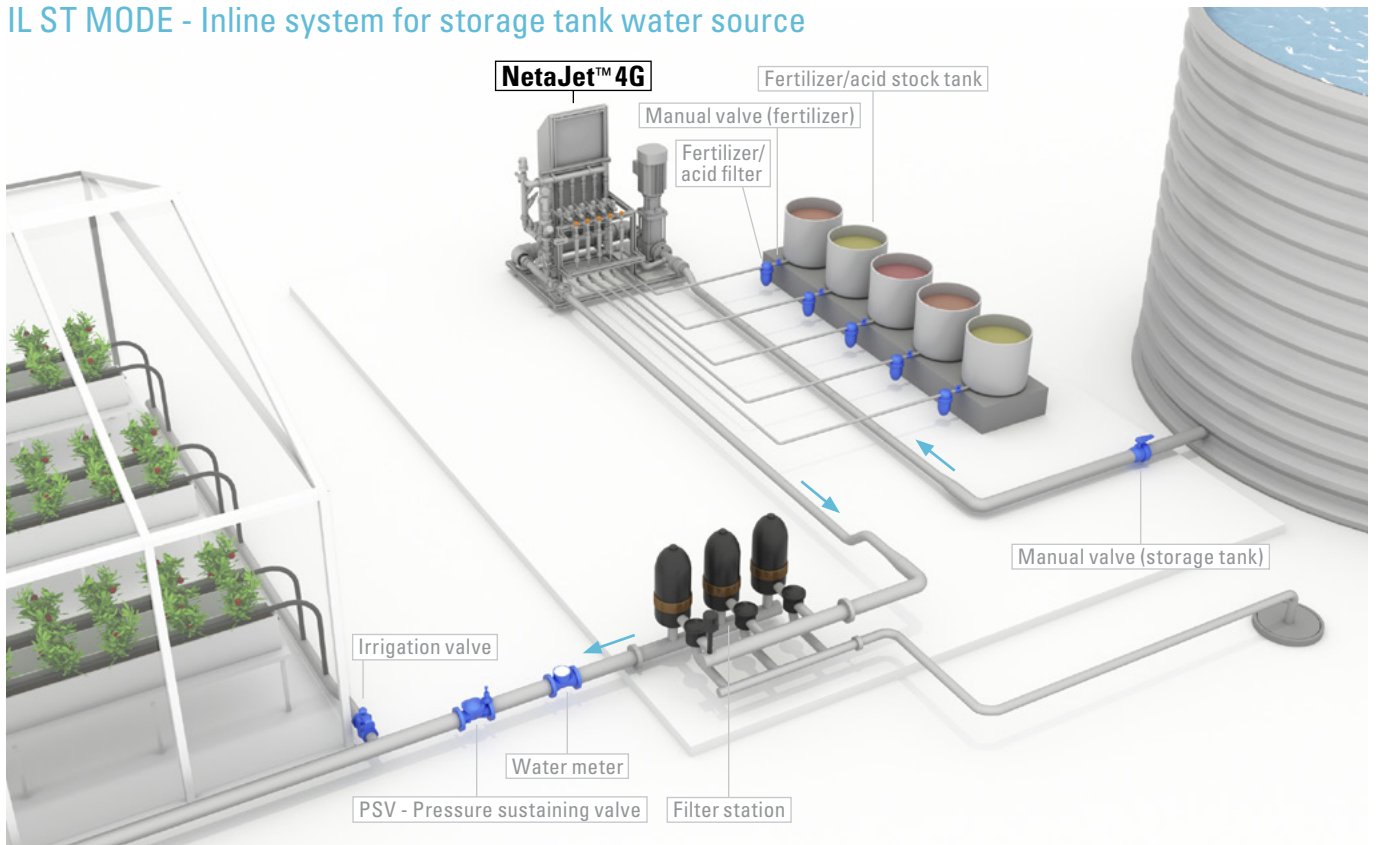 IL ST MODE - Inline system for storage tank water source
NetaJet™ 4G
Fertilizer/acid stock tank
Manual valve (fertilizer)
Fertilizer/
acid filter
Manual valve (storage tank)
Irrigation valve
Water meter
PSV - Pressure sustaining valve
Filter station